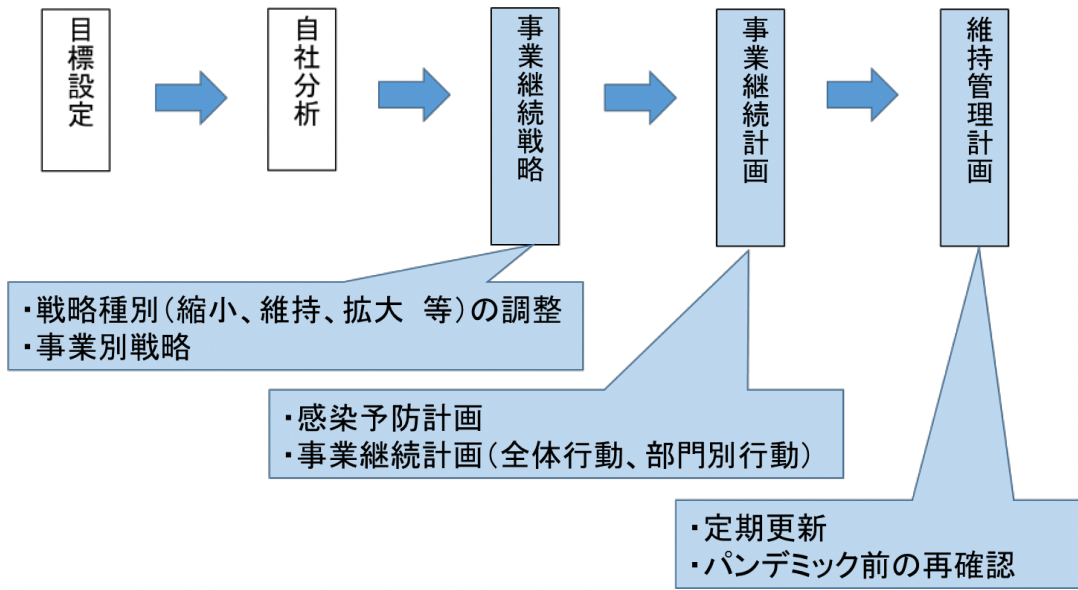 目標設定
自社分析
事業継続戦略
事業継続計画
維持管理計画
・戦略種別（縮小、維持、拡大　等）の調整
・事業別戦略
・感染予防計画
・事業継続計画（全体行動、部門別行動）
・定期更新
・パンデミック前の再確認